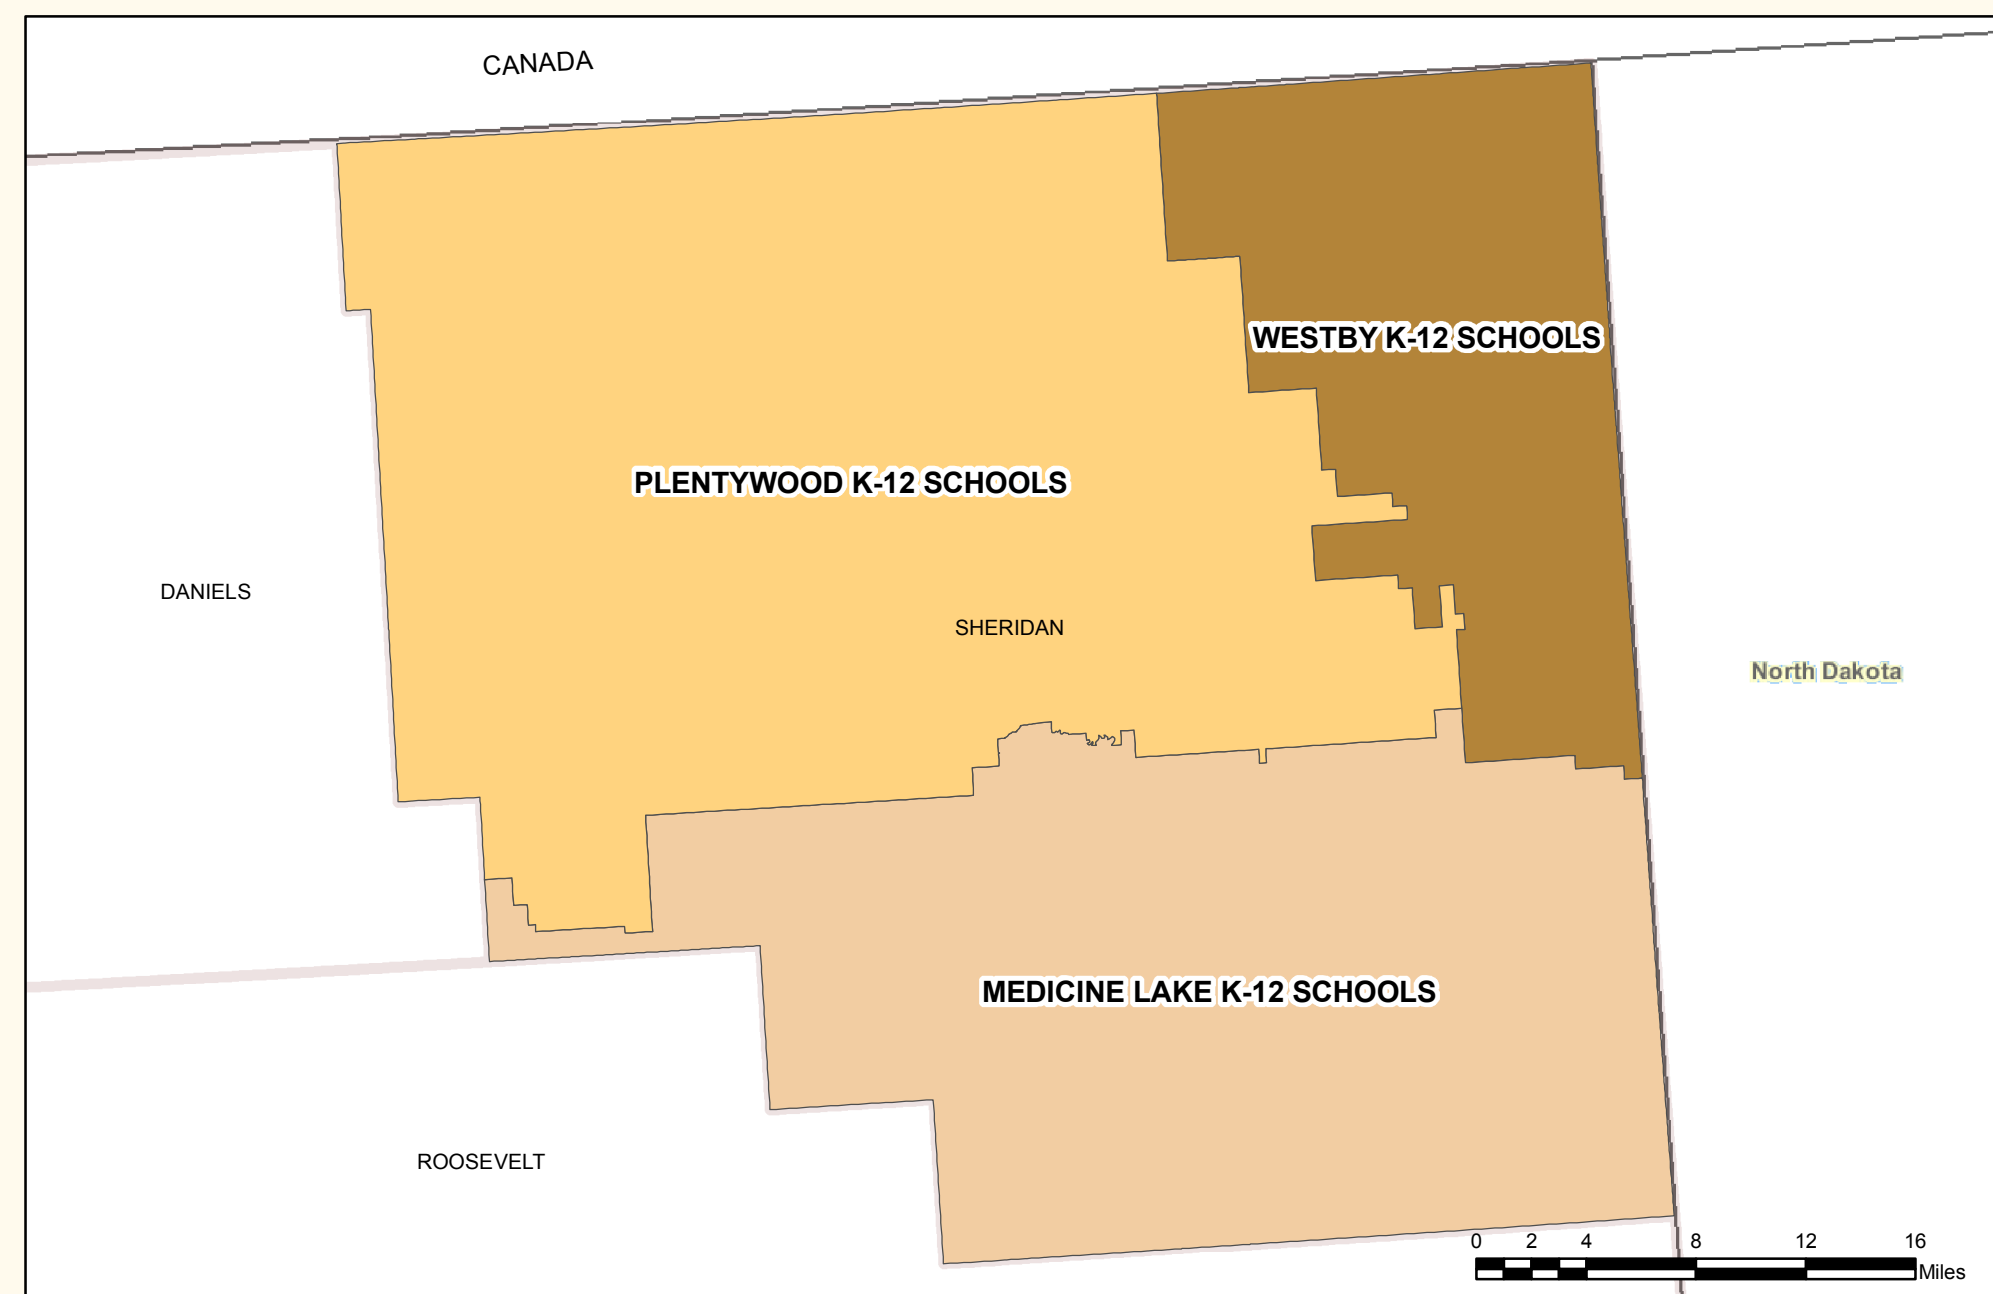 CANADA
WESTBY K-12 SCHOOLS
PLENTYWOOD K-12 SCHOOLS
DANIELS
SHERIDAN
North Dakota
MEDICINE LAKE K-12 SCHOOLS
ROOSEVELT
0 2 4 8 12 16
Miles